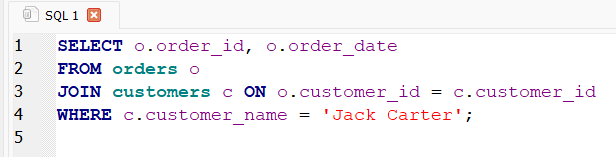 SQL 1
1 SELECT o.order_id, o.order_date
2 FROM orders o
3 JOIN customers c ON o.customer_id = c.customer_id
4 WHERE c.customer_name = 'Jack Carter';
5